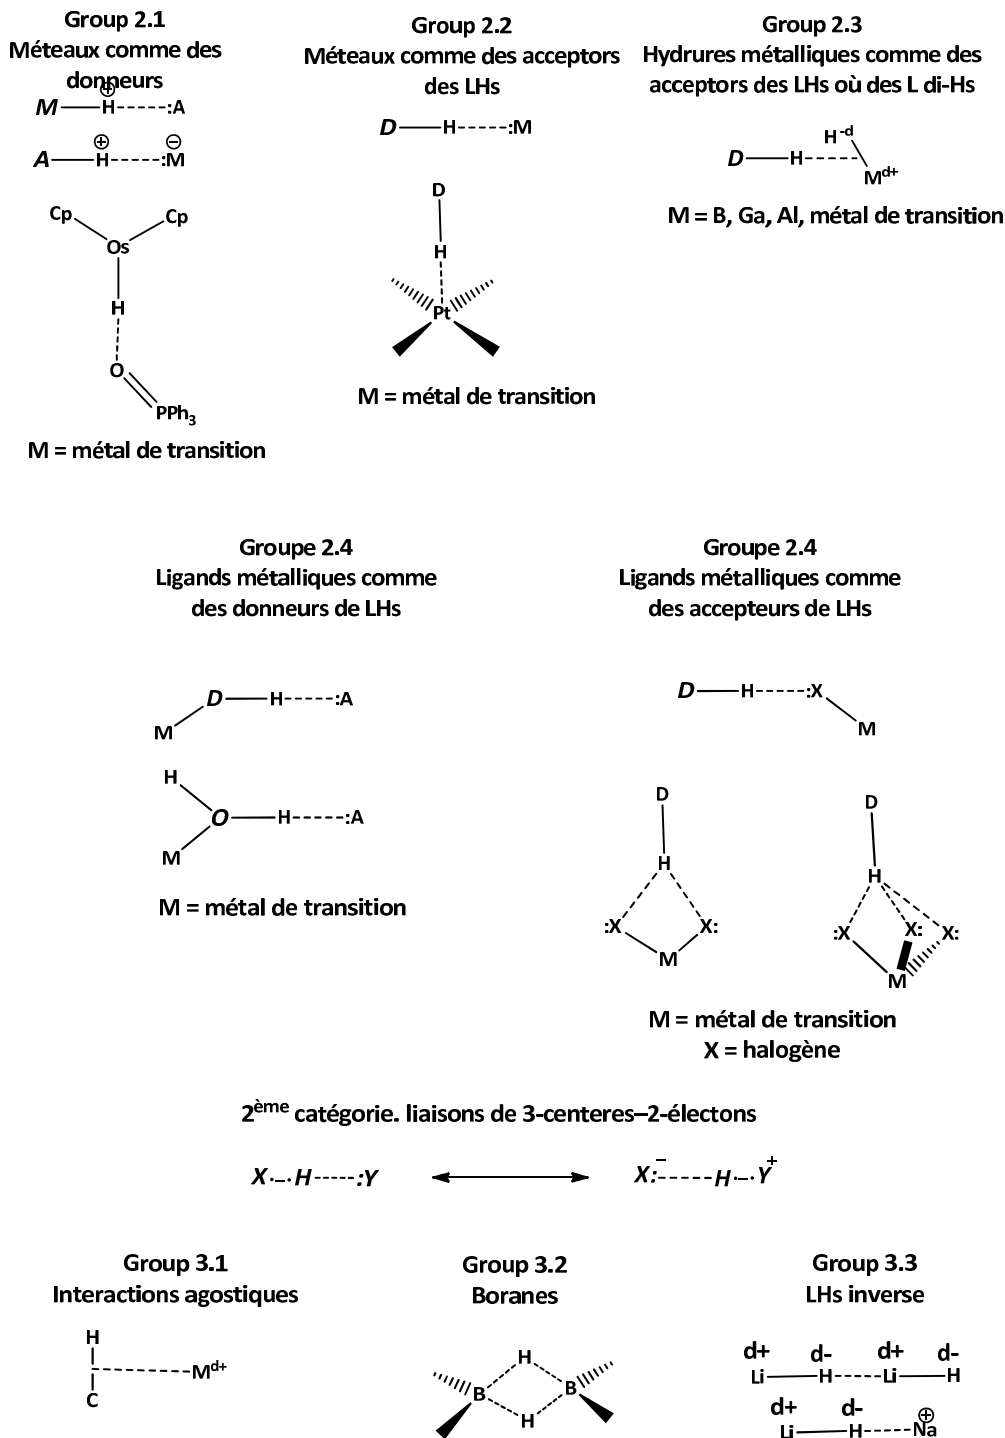 Group 2.1
Méteaux comme des
donneurs
M H ⊕ :A
A H ⊕ :M ⊖
Cp Cp
Os
H
O
PPh3
M = métal de transition
Group 2.2
Méteaux comme des acceptors
des LHs
D H :M
D
H
Pt
M = métal de transition
Group 2.3
Hydrures métalliques comme des
acceptors des LHs où des L di-Hs
H-d
D H
Md+
M = B, Ga, Al, métal de transition
Groupe 2.4
Ligands métalliques comme
des donneurs de LHs
D H :A
M
H
O H :A
M
M = métal de transition
Groupe 2.4
Ligands métalliques comme
des accepteurs de LHs
D H :X
M
D
H
:X X:
M
D
H
:X X: X:
M
M = métal de transition
X = halogène
2ème catégorie. liaisons de 3-centeres–2-électons
X·–·H-----:Y ⟷ X:– ------H·–·Y+
Group 3.1
Interactions agostiques
H
Md+
C
Group 3.2
Boranes
H
B B
H
Group 3.3
LHs inverse
d+ d- d+ d-
Li H Li H
d+ d- ⊕
Li H Na